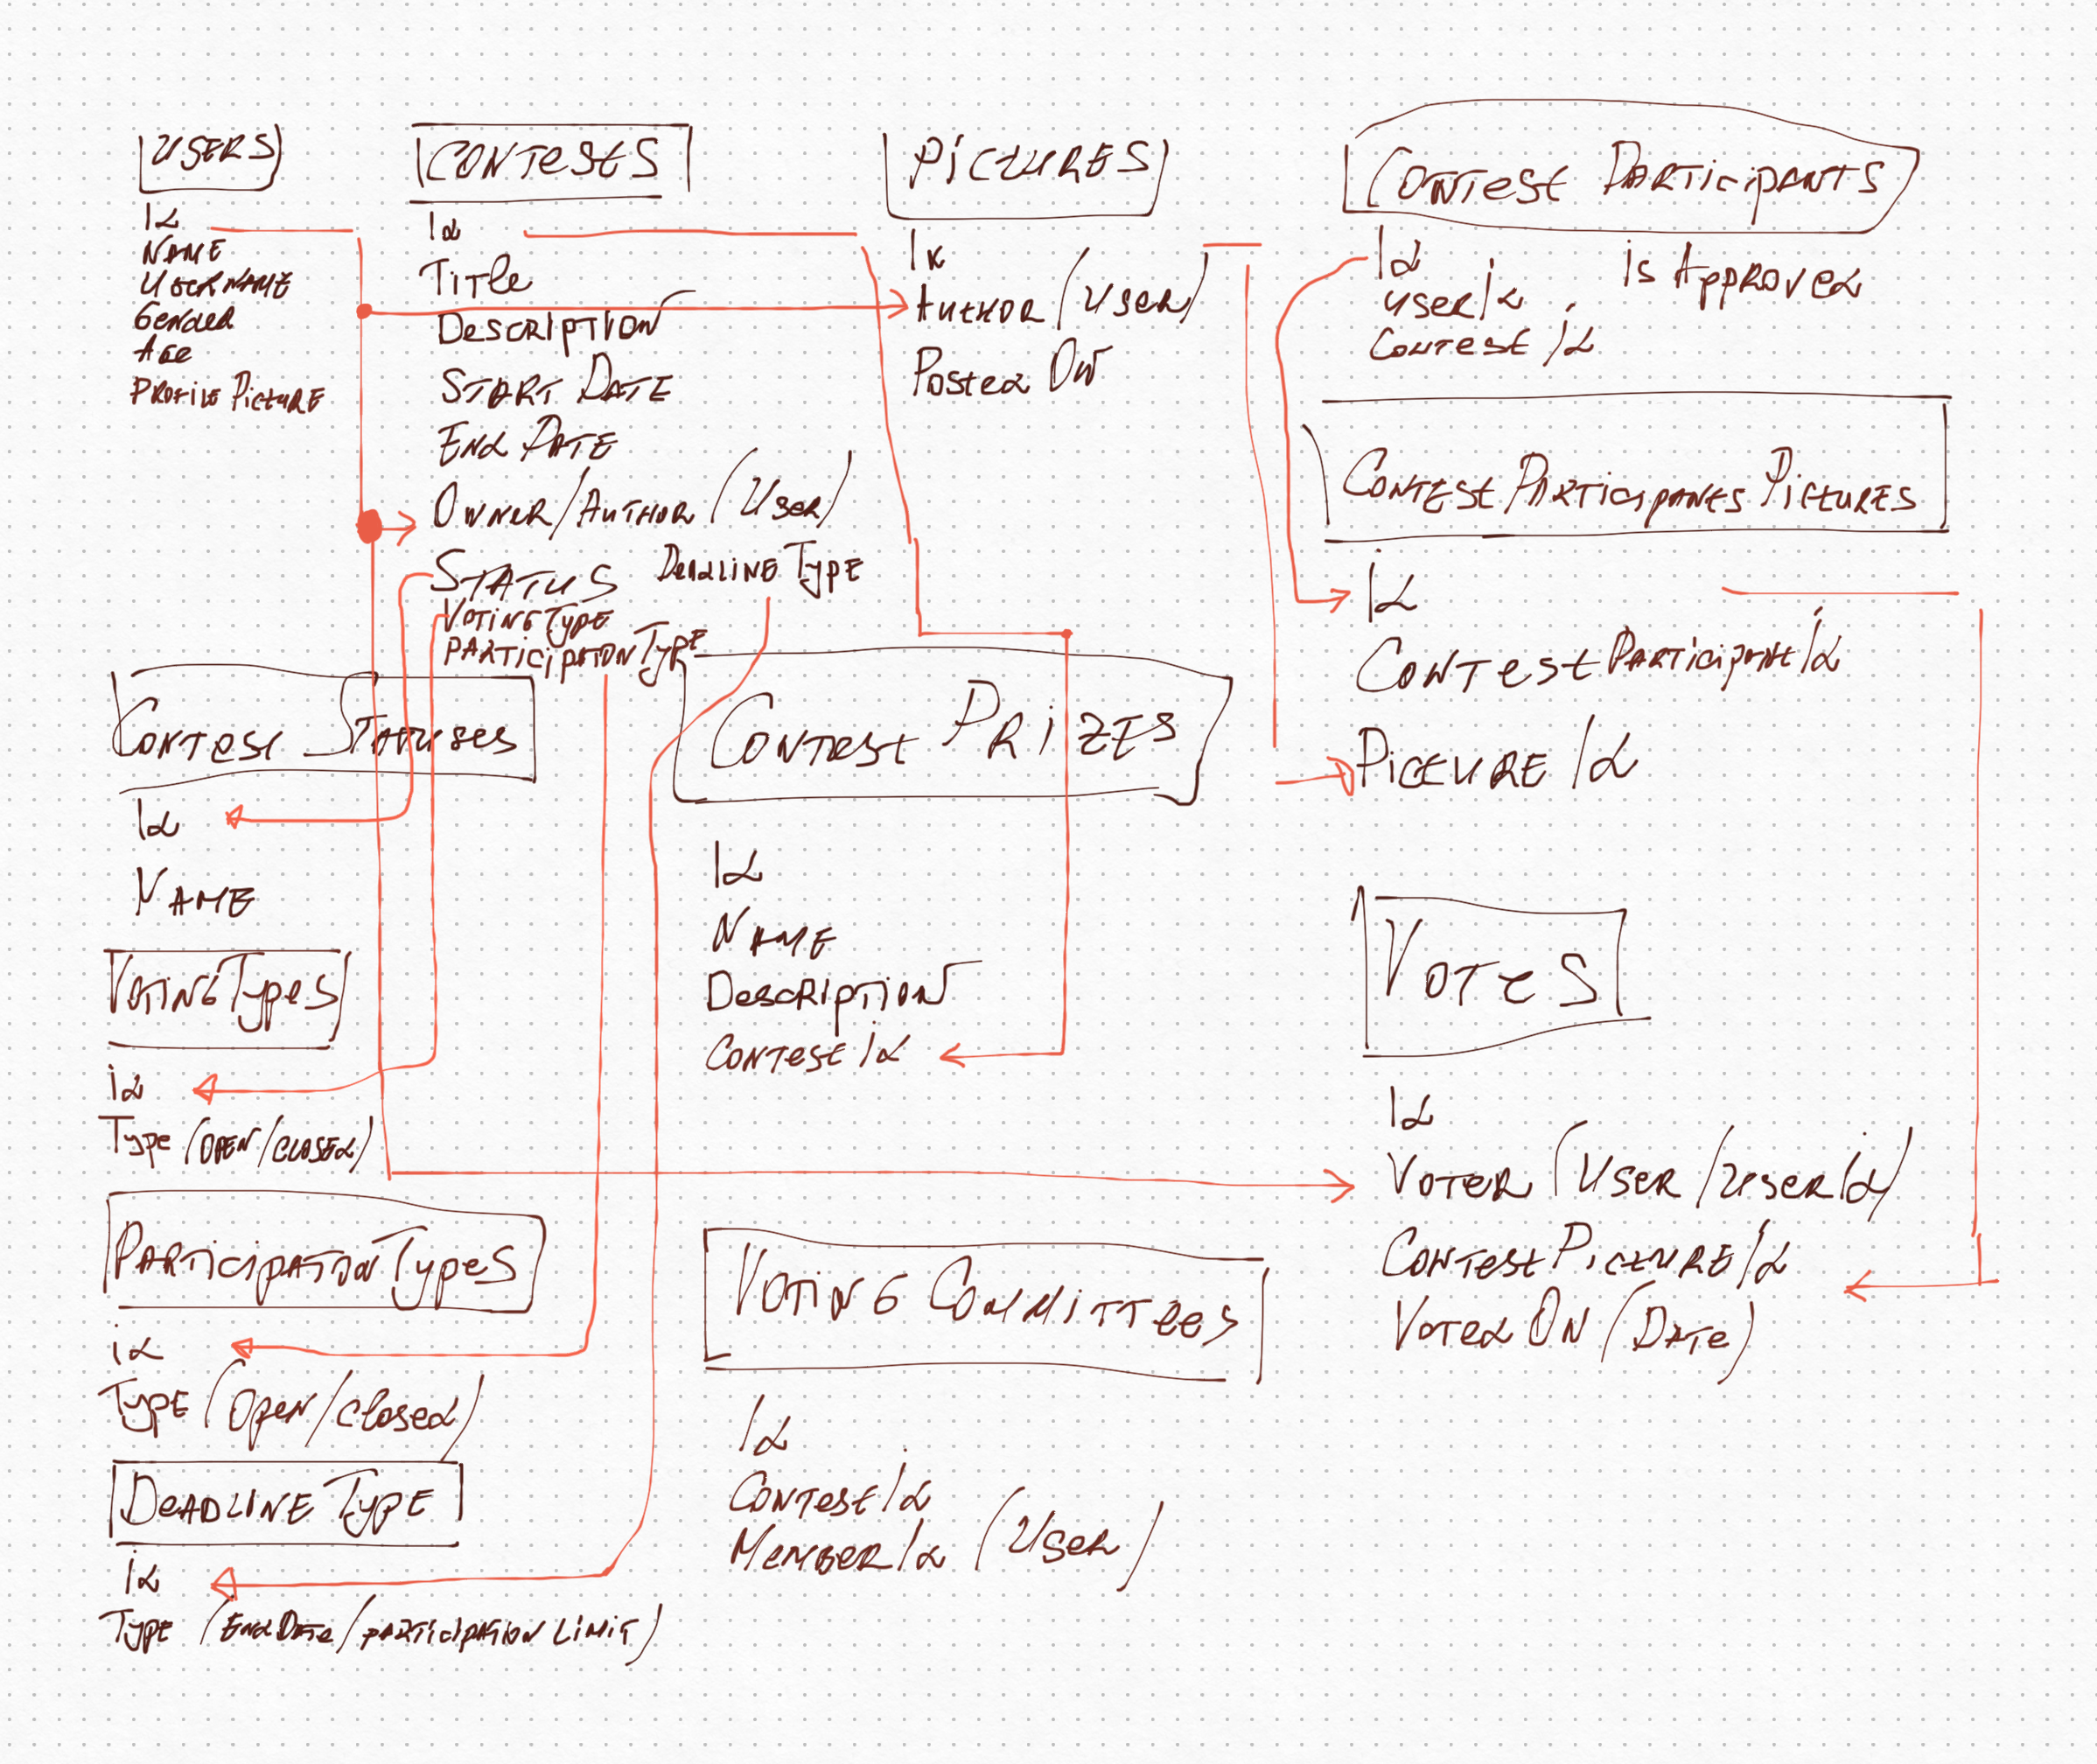 USERS
Id
NAME
USERNAME
Gender
Age
PROFILE PICTURE
CONTESTS
Id
Title
DESCRIPTION
START DATE
END DATE
OWNER/AUTHOR (USER)
STATUS
DEADLINE TYPE
VOTING TYPE
PARTICIPATION TYPE
PICTURES
Id
AUTHOR (USER)
Posted ON
CONTEST PARTICIPANTS
Id
is APPROVED
userId
CONTEST id
CONTEST PARTICIPANTS PICTURES
Id
CONTEST PARTICIPANT Id
PICTURE Id
CONTEST STATUSES
Id
NAME
VOTING TYPES
id
Type (OPEN/CLOSED)
PARTICIPATION TYPES
id
Type (OPEN/Closed)
DEADLINE TYPE
id
Type (END DATE/PARTICIPATION LIMIT)
CONTEST PRIZES
Id
NAME
DESCRIPTION
CONTEST id
VOTING COMMITTEES
Id
CONTEST Id
MEMBER Id (USER)
VOTES
Id
VOTER (USER/USERId)
CONTEST PICTURE Id
VOTED ON (DATE)